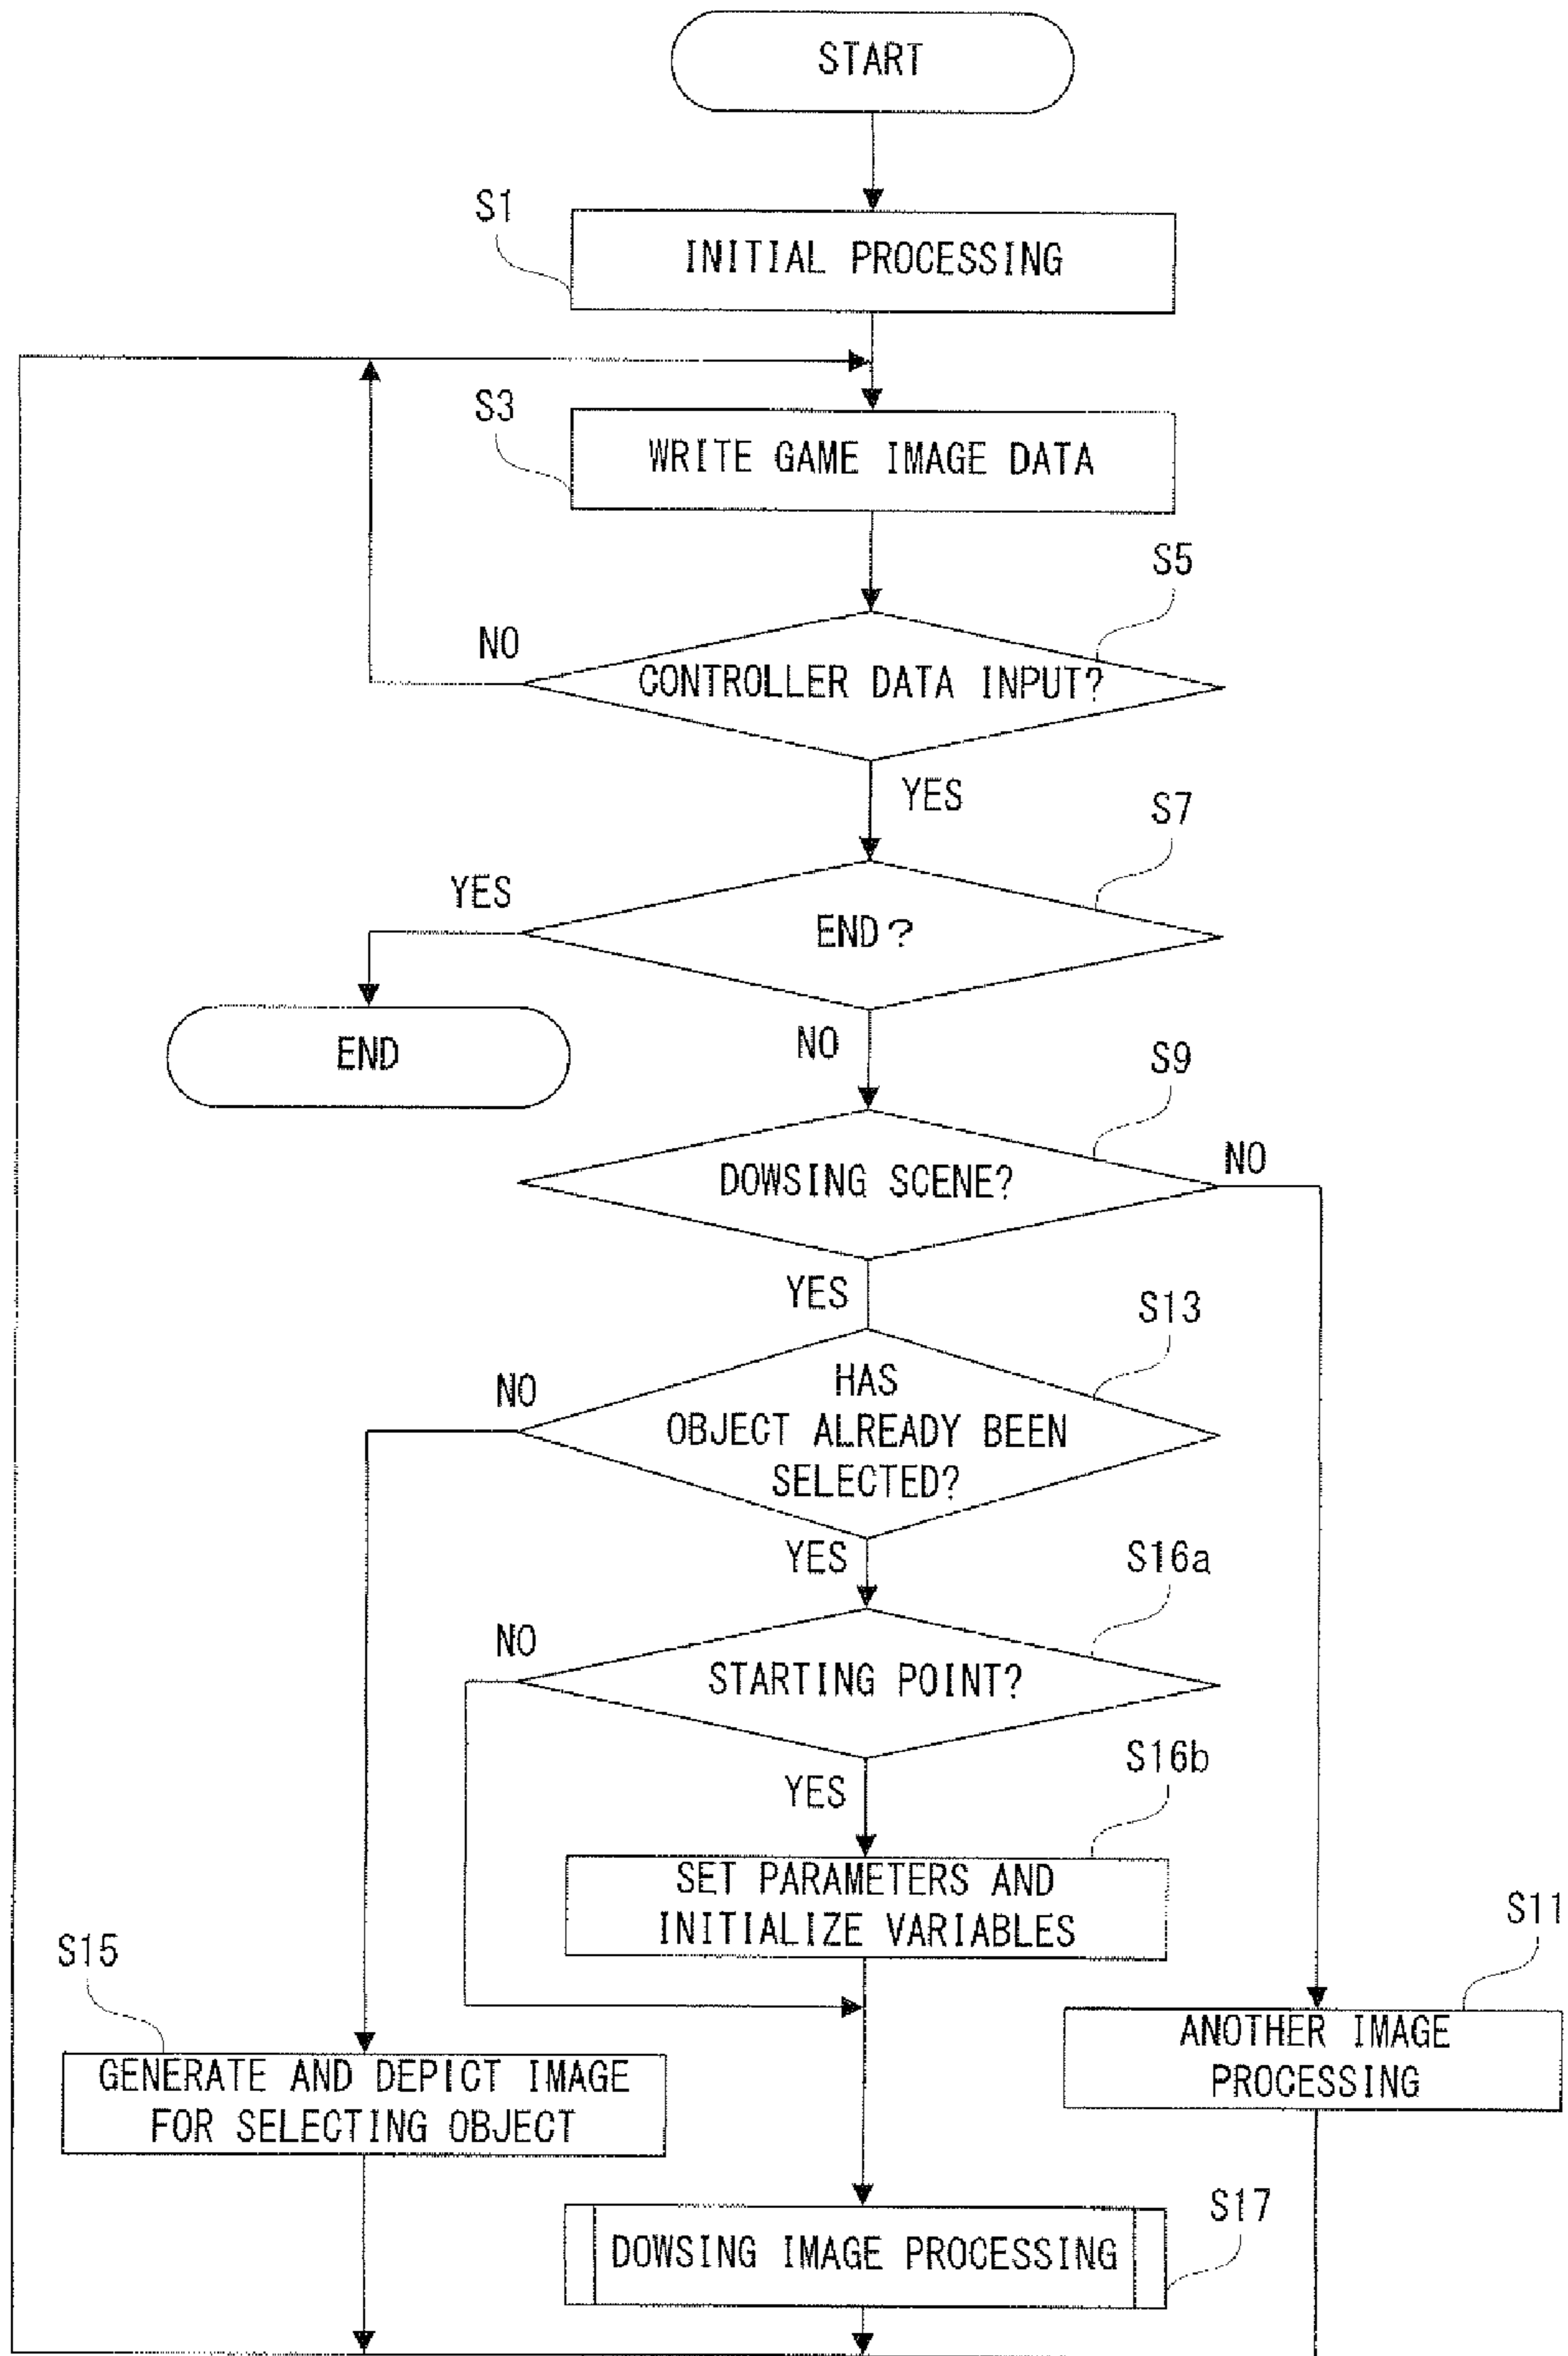 START
S1
INITIAL PROCESSING
S3
WRITE GAME IMAGE DATA
S5
NO
CONTROLLER DATA INPUT?
YES
S7
YES
END?
END
NO
S9
DOWSING SCENE?
NO
YES
S13
NO
HAS
OBJECT ALREADY BEEN
SELECTED?
YES
S16a
NO
STARTING POINT?
YES
S16b
SET PARAMETERS AND
INITIALIZE VARIABLES
S11
S15
ANOTHER IMAGE
PROCESSING
GENERATE AND DEPICT IMAGE
FOR SELECTING OBJECT
S17
DOWSING IMAGE PROCESSING